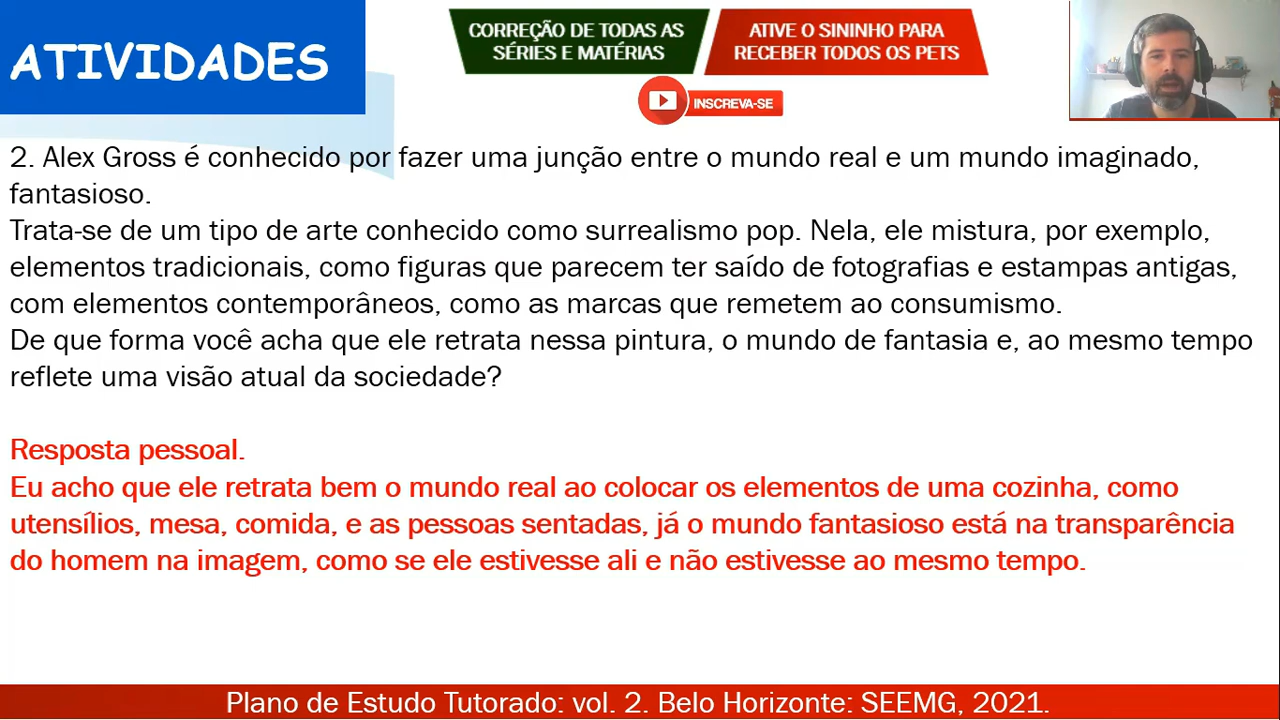 ATIVIDADES
CORREÇÃO DE TODAS AS
SÉRIES E MATÉRIAS
ATIVE O SININHO PARA
RECEBER TODOS OS PETS
INSCREVA-SE
2. Alex Gross é conhecido por fazer uma junção entre o mundo real e um mundo imaginado,
fantasioso.
Trata-se de um tipo de arte conhecido como surrealismo pop. Nela, ele mistura, por exemplo,
elementos tradicionais, como figuras que parecem ter saído de fotografias e estampas antigas,
com elementos contemporâneos, como as marcas que remetem ao consumismo.
De que forma você acha que ele retrata nessa pintura, o mundo de fantasia e, ao mesmo tempo
reflete uma visão atual da sociedade?
Resposta pessoal.
Eu acho que ele retrata bem o mundo real ao colocar os elementos de uma cozinha, como
utensílios, mesa, comida, e as pessoas sentadas, já o mundo fantasioso está na transparência
do homem na imagem, como se ele estivesse ali e não estivesse ao mesmo tempo.
Plano de Estudo Tutorado: vol. 2. Belo Horizonte: SEEMG, 2021.